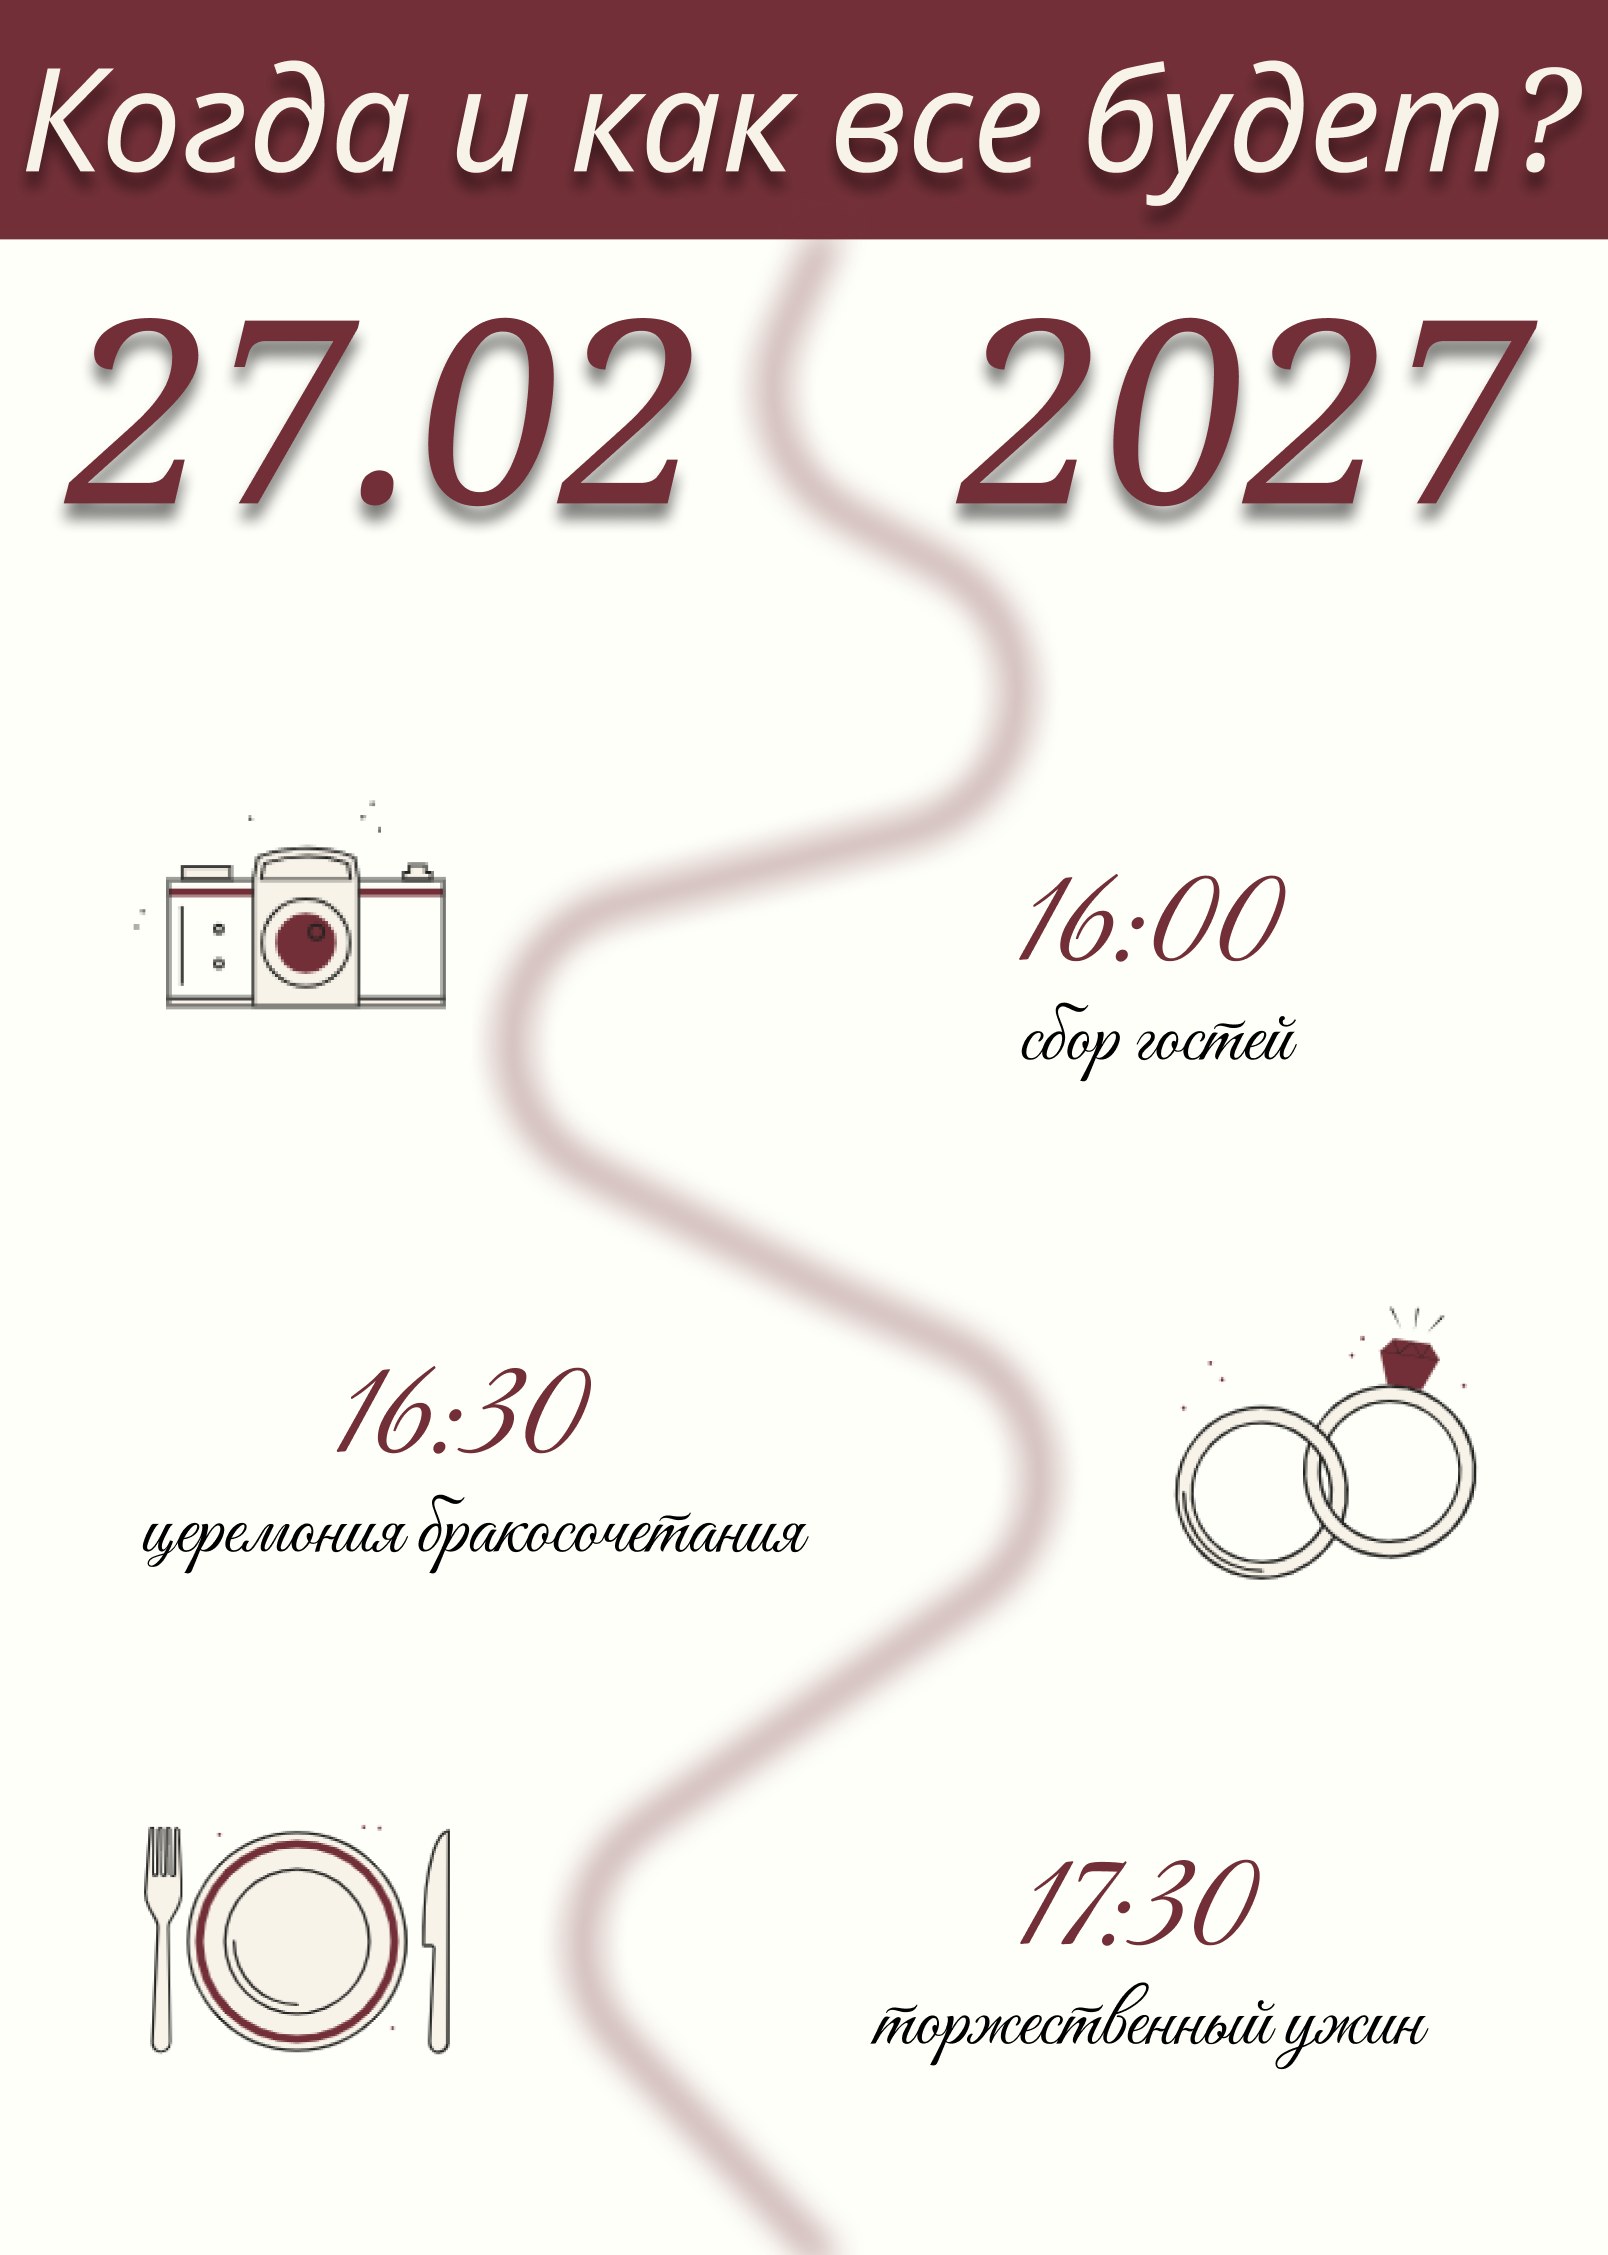 Когда и как все будет?
27.02 2027
16:00
сбор гостей
16:30
церемония бракосочетания
17:30
торжественный ужин